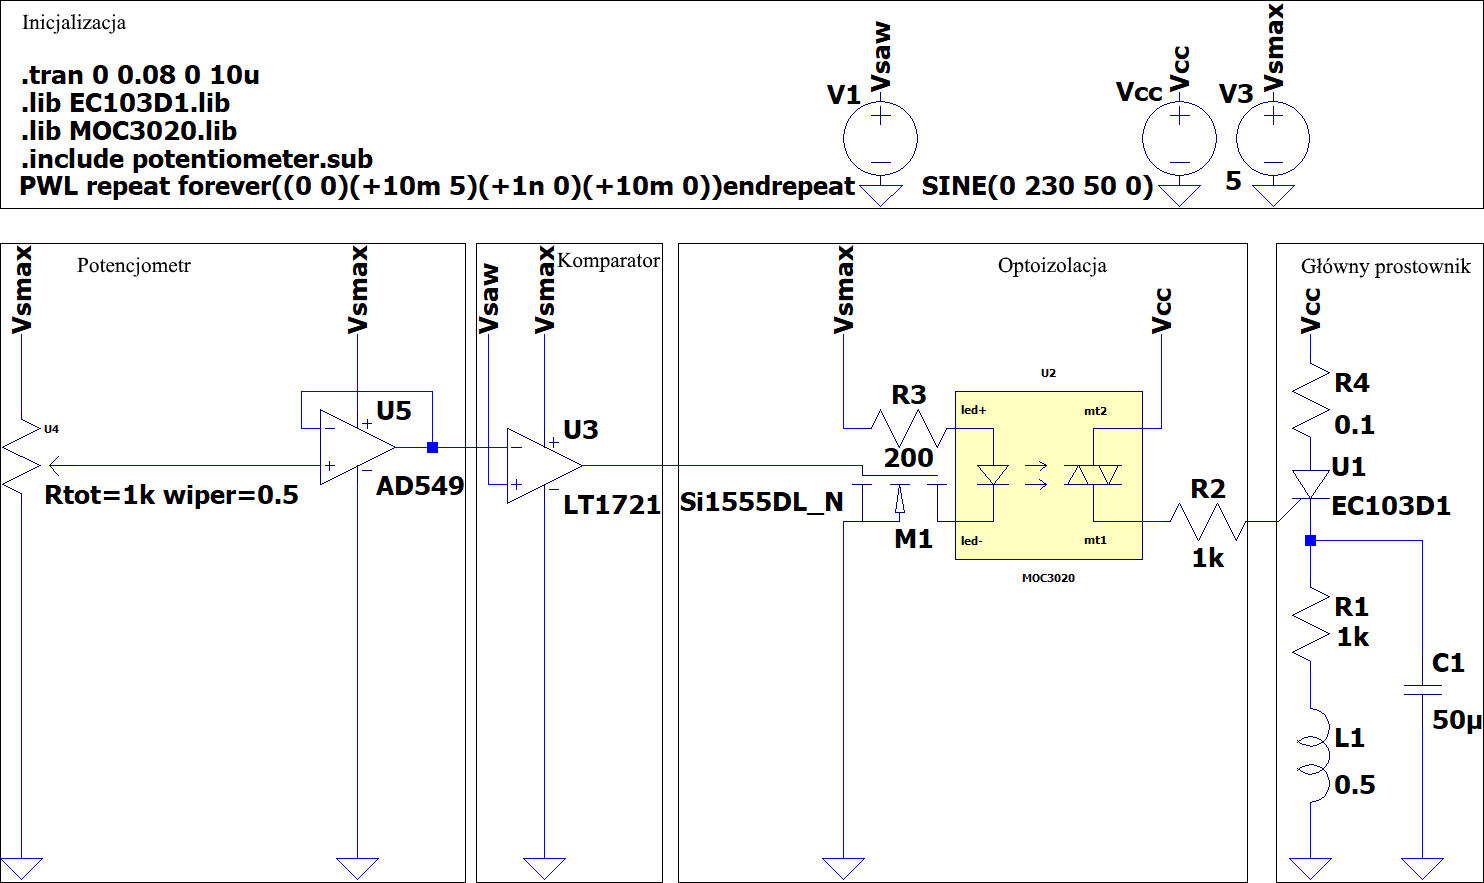 Inicjalizacja
.tran 0 0.08 0 10u
.lib EC103D1.lib
.lib MOC3020.lib
.include potentiometer.sub
PWL repeat forever((0 0)(+10m 5)(+1n 0)(+10m 0))endrepeat
V1
Vsaw
SINE(0 230 50 0)
Vcc
Vcc
V3
Vsmax
5
Potencjometr
Vsmax
Vsmax
U4
Rtot=1k wiper=0.5
U5
AD549
Komparator
Vsaw
Vsmax
U3
LT1721
Optoizolacja
Vsmax
Vcc
R3
200
U2
led+
mt2
led-
mt1
MOC3020
Si1555DL_N
M1
R2
1k
Główny prostownik
Vcc
R4
0.1
U1
EC103D1
R1
1k
C1
50µ
L1
0.5